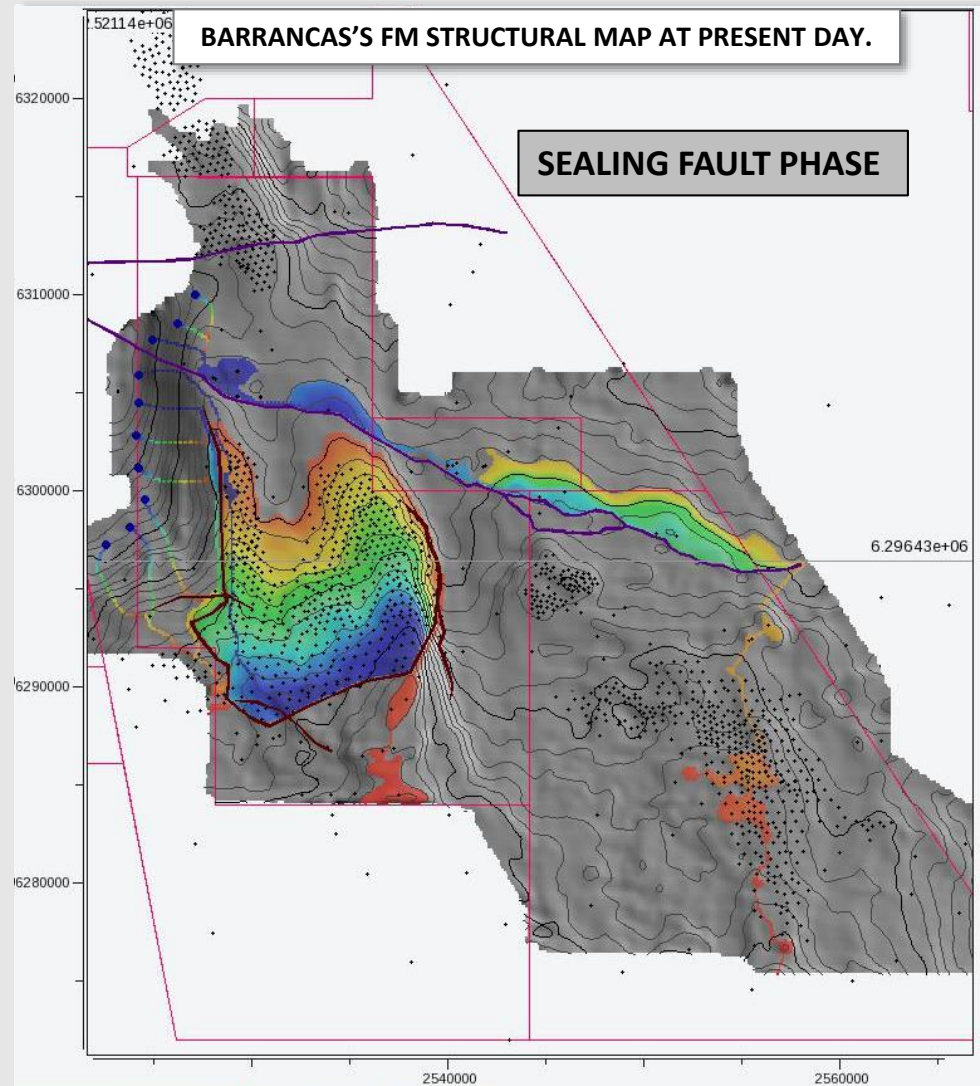 2.52114e+06
BARRANCAS’S FM STRUCTURAL MAP AT PRESENT DAY.
6320000
SEALING FAULT PHASE
6310000
6300000
6.29643e+06
6290000
6280000
2540000
2560000